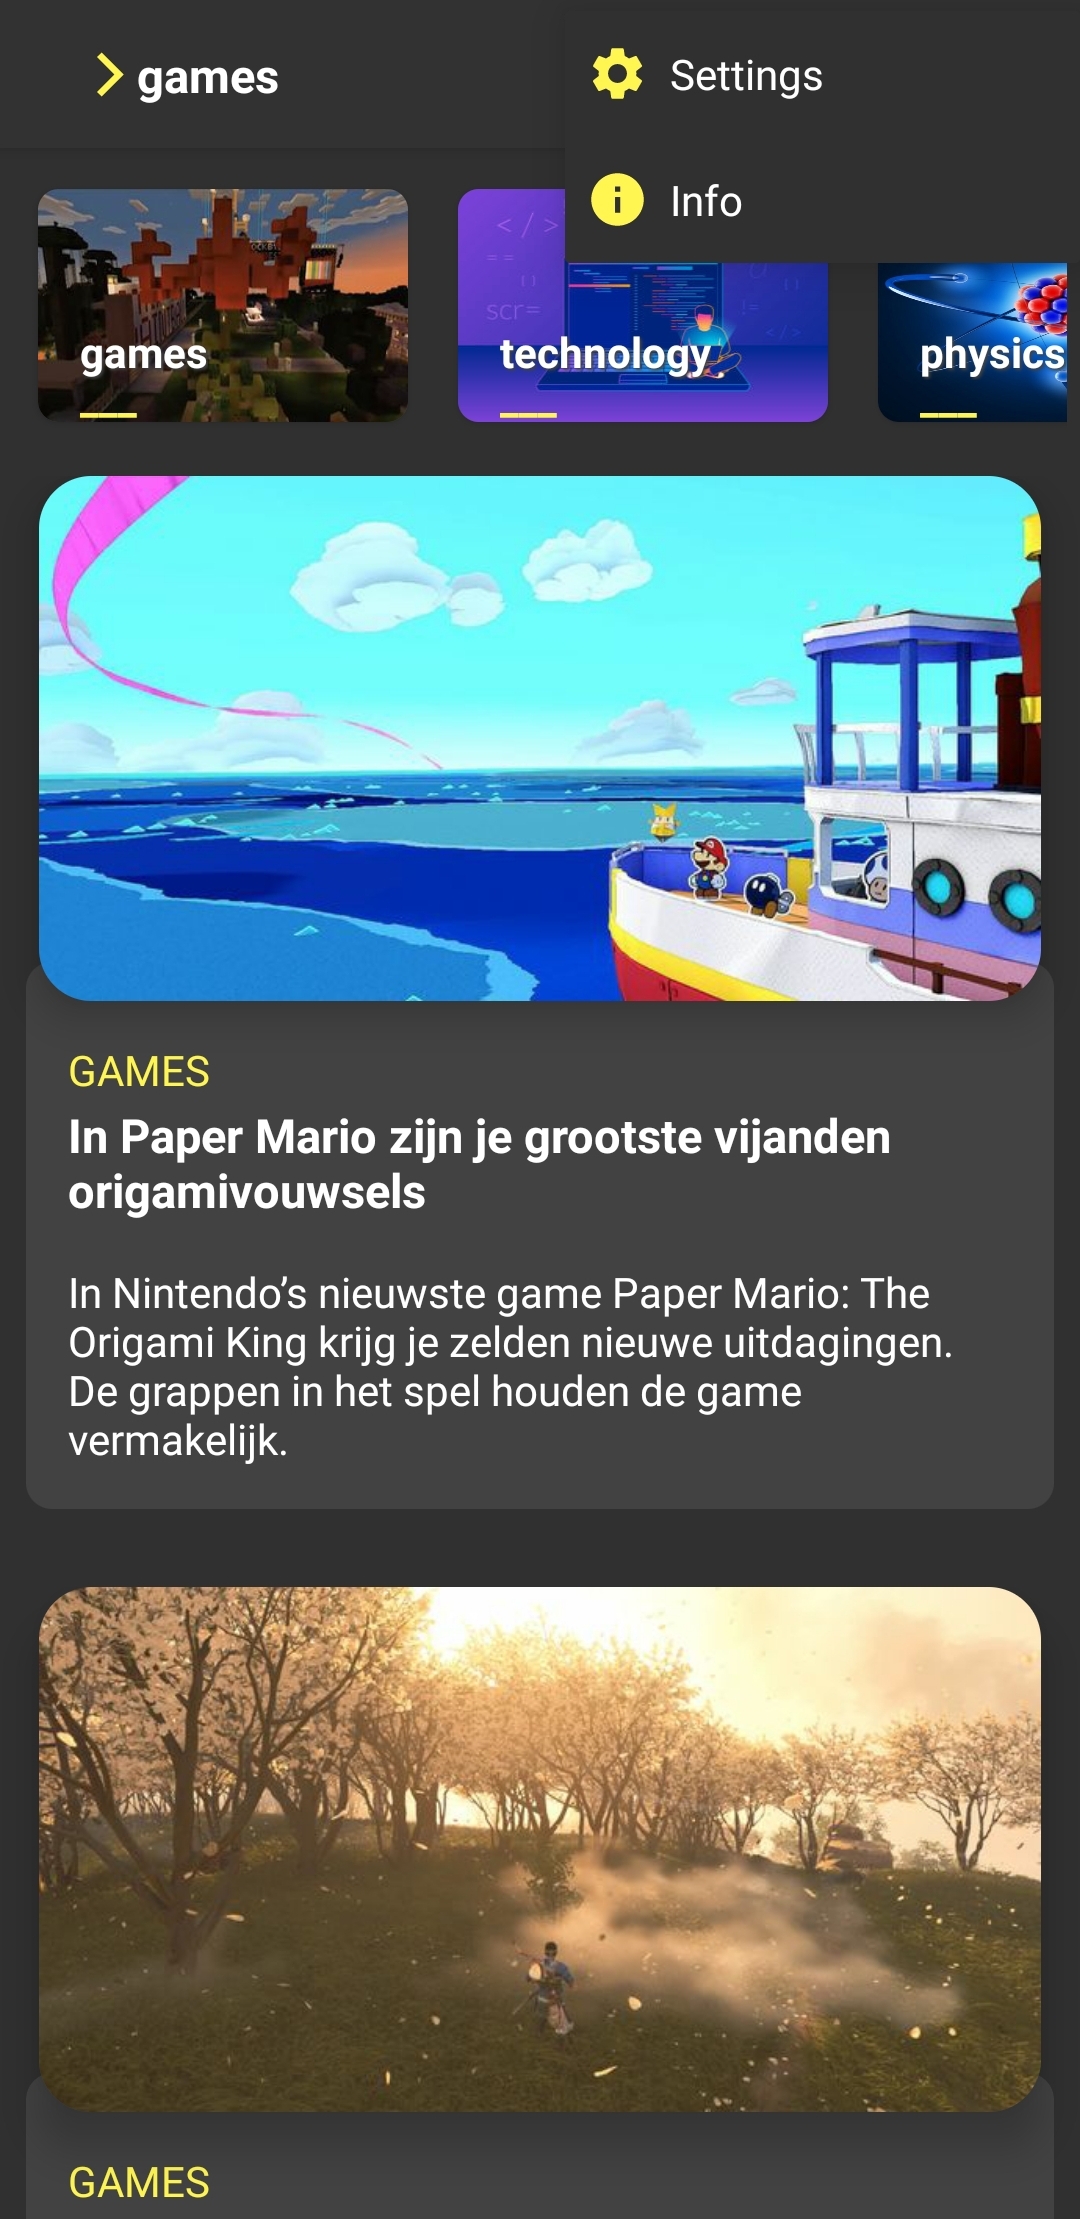 games
Settings
Info
games
technology
physics
</>
scr=
GAMES
In Paper Mario zijn je grootste vijanden
origamivouwsels
In Nintendo’s nieuwste game Paper Mario: The
Origami King krijg je zelden nieuwe uitdagingen.
De grappen in het spel houden de game
vermakelijk.
GAMES